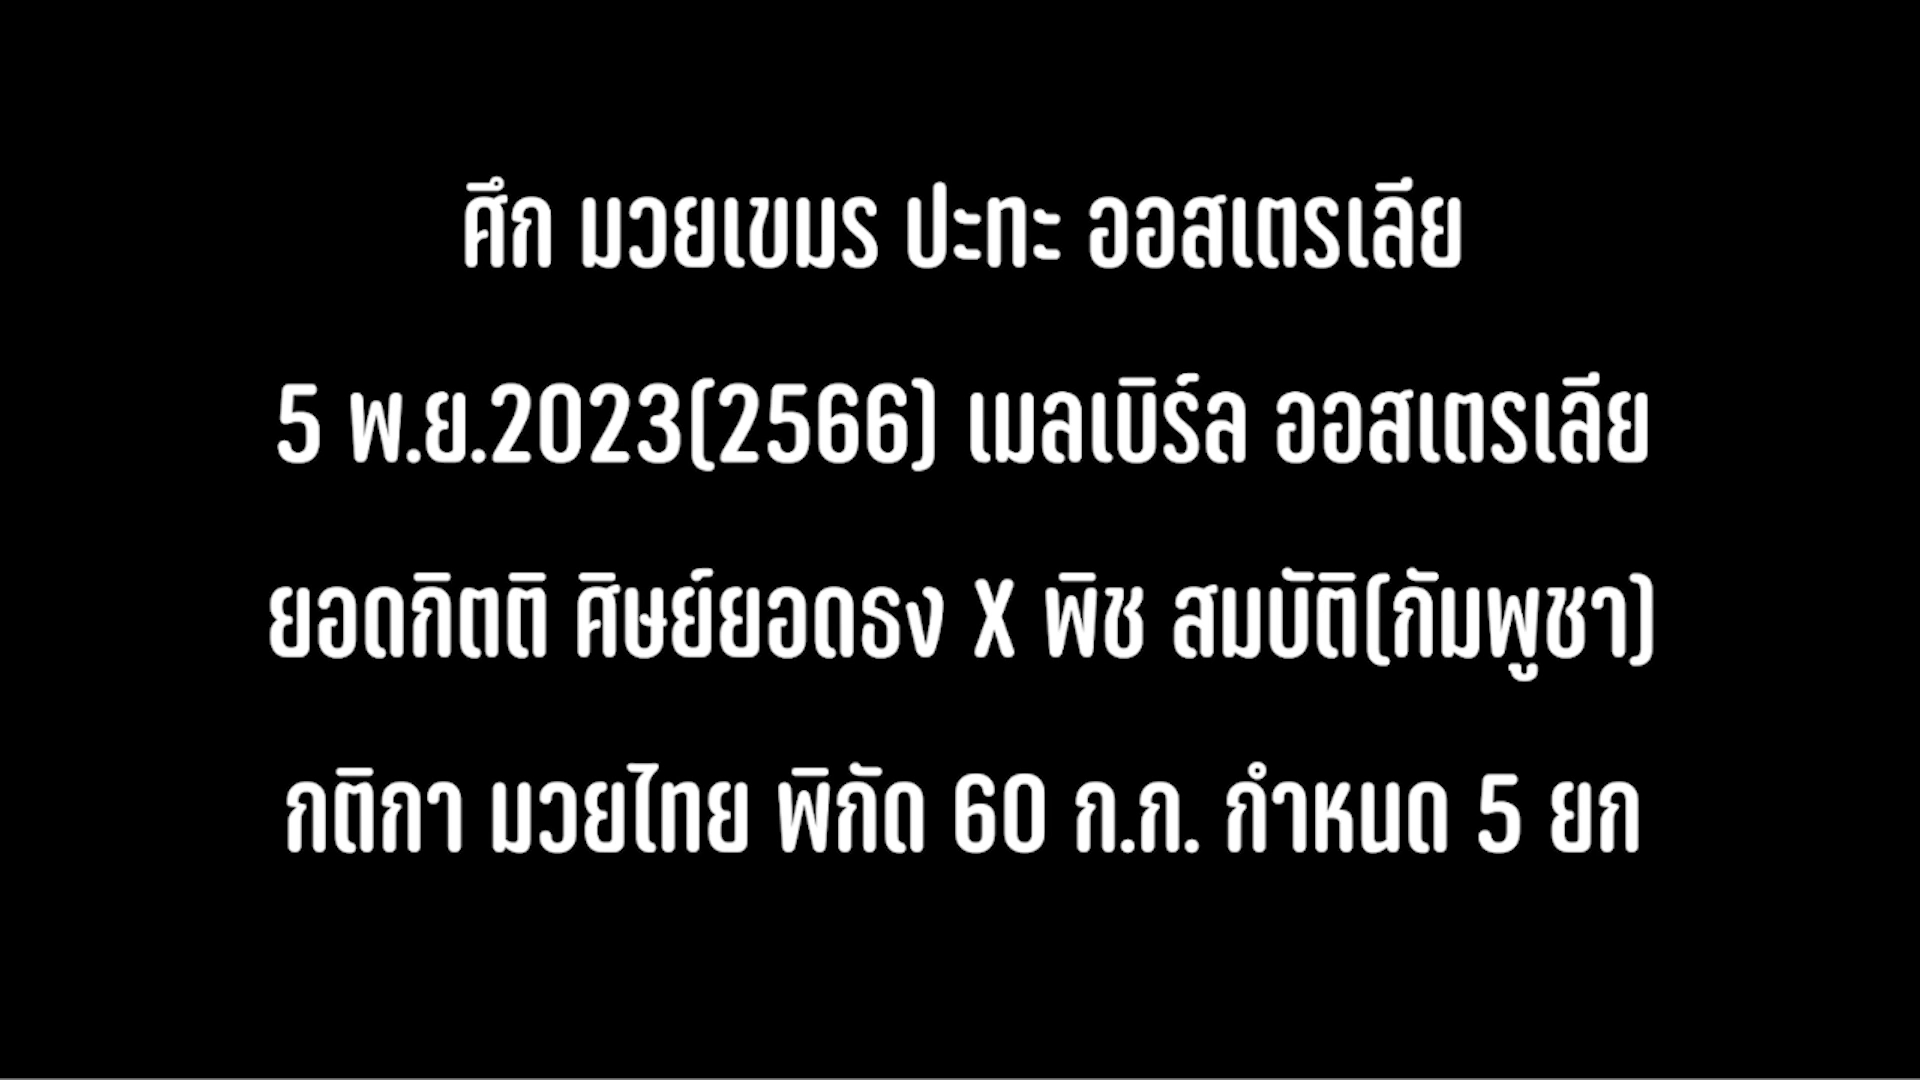 ศึก มวยเขมร ปะทะ ออสเตรเลีย
5 พ.ย.2023(2566) เมลเบิร์ล ออสเตรเลีย
ยอดกิตติ ศิษย์ยอดธง X พิช สมบัติ(กัมพูชา)
กติกา มวยไทย พิกัด 60 ก.ก. กำหนด 5 ยก